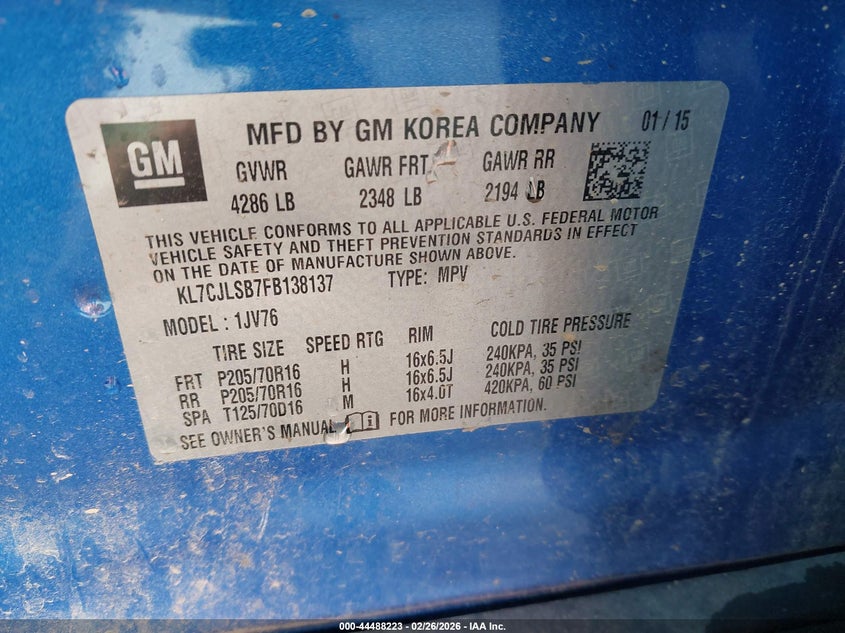 GM
MFD BY GM KOREA COMPANY 01 / 15
GVWR GAWR FRT GAWR RR
4286 LB 2348 LB 2194 LB
THIS VEHICLE CONFORMS TO ALL APPLICABLE U.S. FEDERAL MOTOR
VEHICLE SAFETY AND THEFT PREVENTION STANDARDS IN EFFECT
ON THE DATE OF MANUFACTURE SHOWN ABOVE.
KL7CJLSB7FB138137 TYPE: MPV
MODEL : 1JV76
TIRE SIZE SPEED RTG RIM COLD TIRE PRESSURE
FRT P205/70R16 H 16x6.5J 240KPA, 35 PSI
RR P205/70R16 H 16x6.5J 240KPA, 35 PSI
SPA T125/70D16 M 16x4.0T 420KPA, 60 PSI
SEE OWNER'S MANUAL FOR MORE INFORMATION.
000-44488223 - 02/26/2026 - IAA Inc.